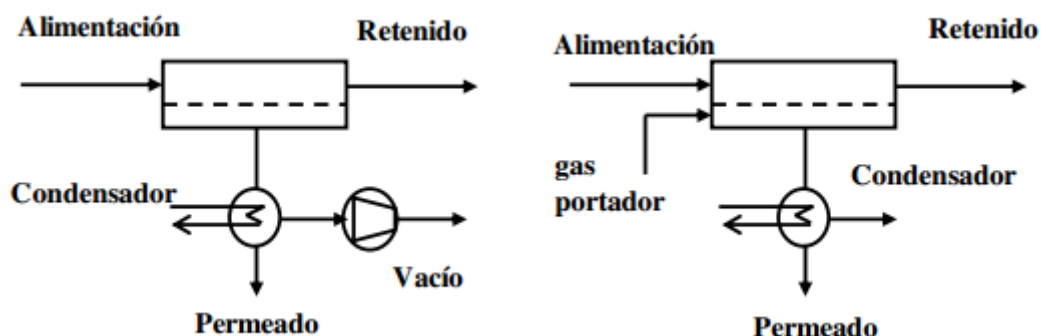 Alimentación
Retenido
Condensador
Vacío
Permeado
Alimentación
Retenido
gas
portador
Condensador
Permeado